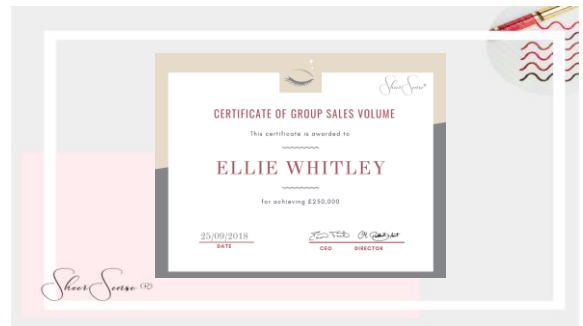 Sheer Sense®
CERTIFICATE OF GROUP SALES VOLUME
This certificate is awarded to
ELLIE WHITLEY
for achieving £250,000
25/09/2018
DATE
CEO DIRECTOR
Sheer Sense ®